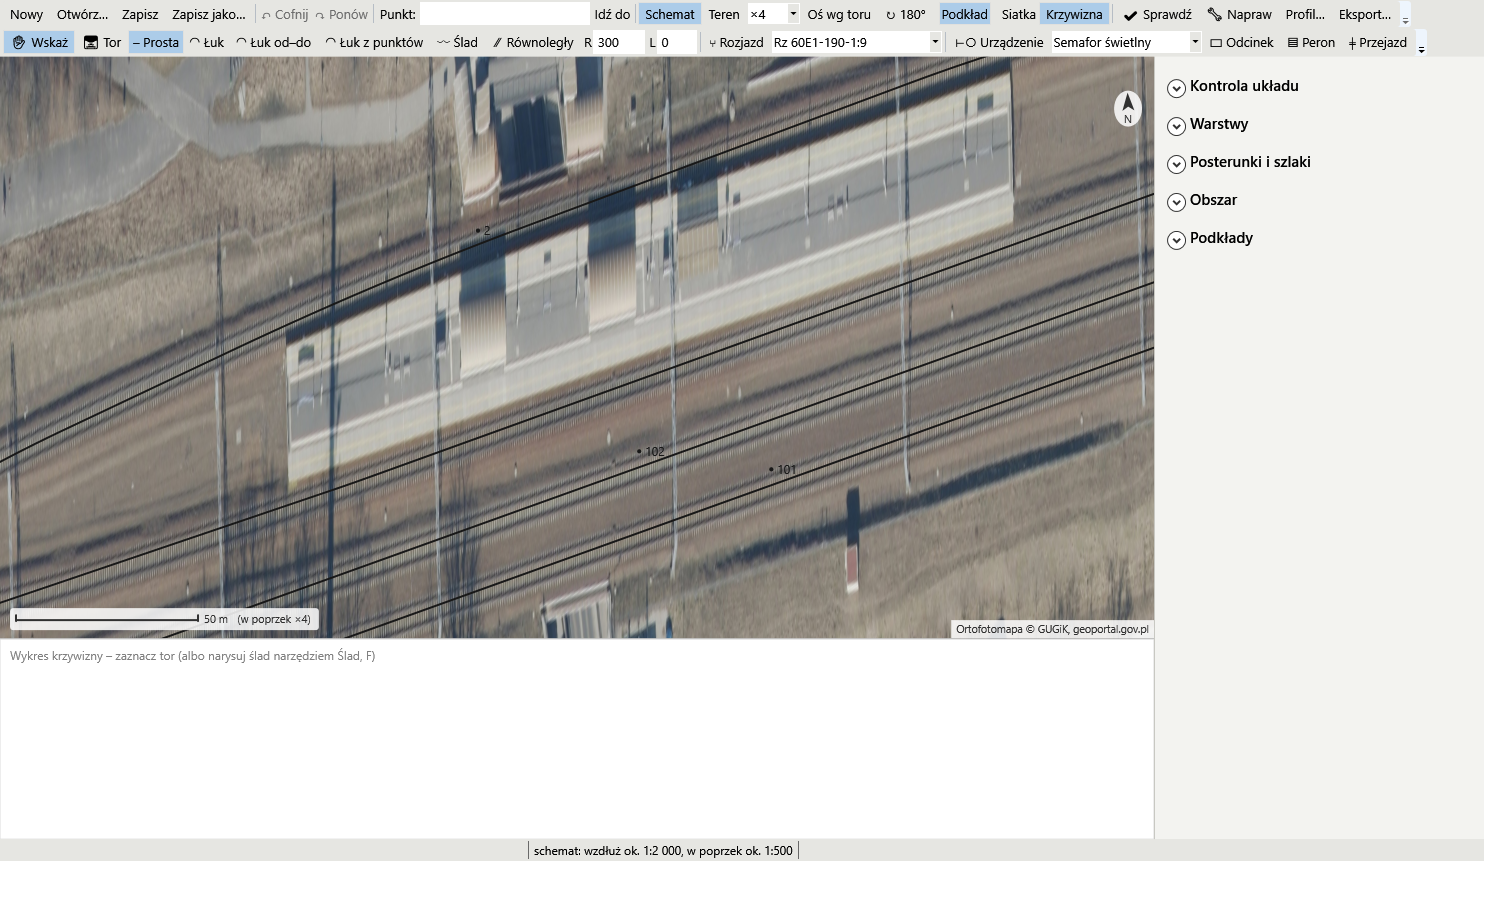 Nowy Otwórz... Zapisz Zapisz jako... Cofnij Ponów Punkt: Idź do Schemat Teren ×4 Oś wg toru ↻ 180° Podkład Siatka Krzywizna Sprawdź Napraw Profil... Eksport...
Wskaż Tor – Prosta Łuk Łuk od–do Łuk z punktów Ślad Równoległy R 300 L 0 Rozjazd Rz 60E1-190-1:9 Urządzenie Semafor świetlny Odcinek Peron Przejazd
Kontrola układu
Warstwy
Posterunki i szlaki
Obszar
Podkłady
N
2
102
101
50 m (w poprzek ×4)
Ortofotomapa © GUGiK, geoportal.gov.pl
Wykres krzywizny – zaznacz tor (albo narysuj ślad narzędziem Ślad, F)
schemat: wzdłuż ok. 1:2 000, w poprzek ok. 1:500